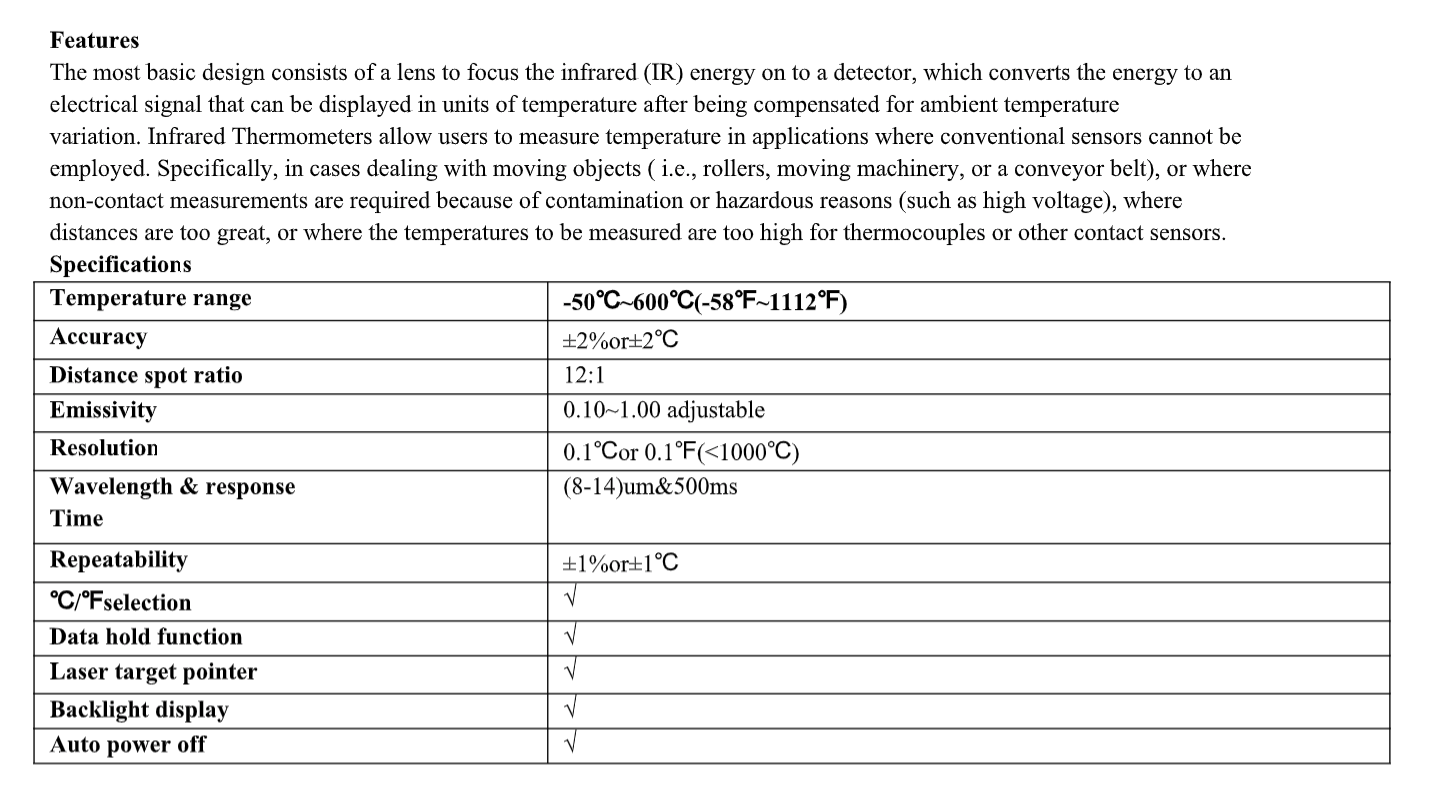 Features
The most basic design consists of a lens to focus the infrared (IR) energy on to a detector, which converts the energy to an
electrical signal that can be displayed in units of temperature after being compensated for ambient temperature
variation. Infrared Thermometers allow users to measure temperature in applications where conventional sensors cannot be
employed. Specifically, in cases dealing with moving objects ( i.e., rollers, moving machinery, or a conveyor belt), or where
non-contact measurements are required because of contamination or hazardous reasons (such as high voltage), where
distances are too great, or where the temperatures to be measured are too high for thermocouples or other contact sensors.
Specifications
Temperature range -50℃~600℃(-58℉~1112℉)
Accuracy ±2%or±2℃
Distance spot ratio 12:1
Emissivity 0.10~1.00 adjustable
Resolution 0.1℃or 0.1℉(<1000℃)
Wavelength & response (8-14)um&500ms
Time
Repeatability ±1%or±1℃
℃/℉selection √
Data hold function √
Laser target pointer √
Backlight display √
Auto power off √